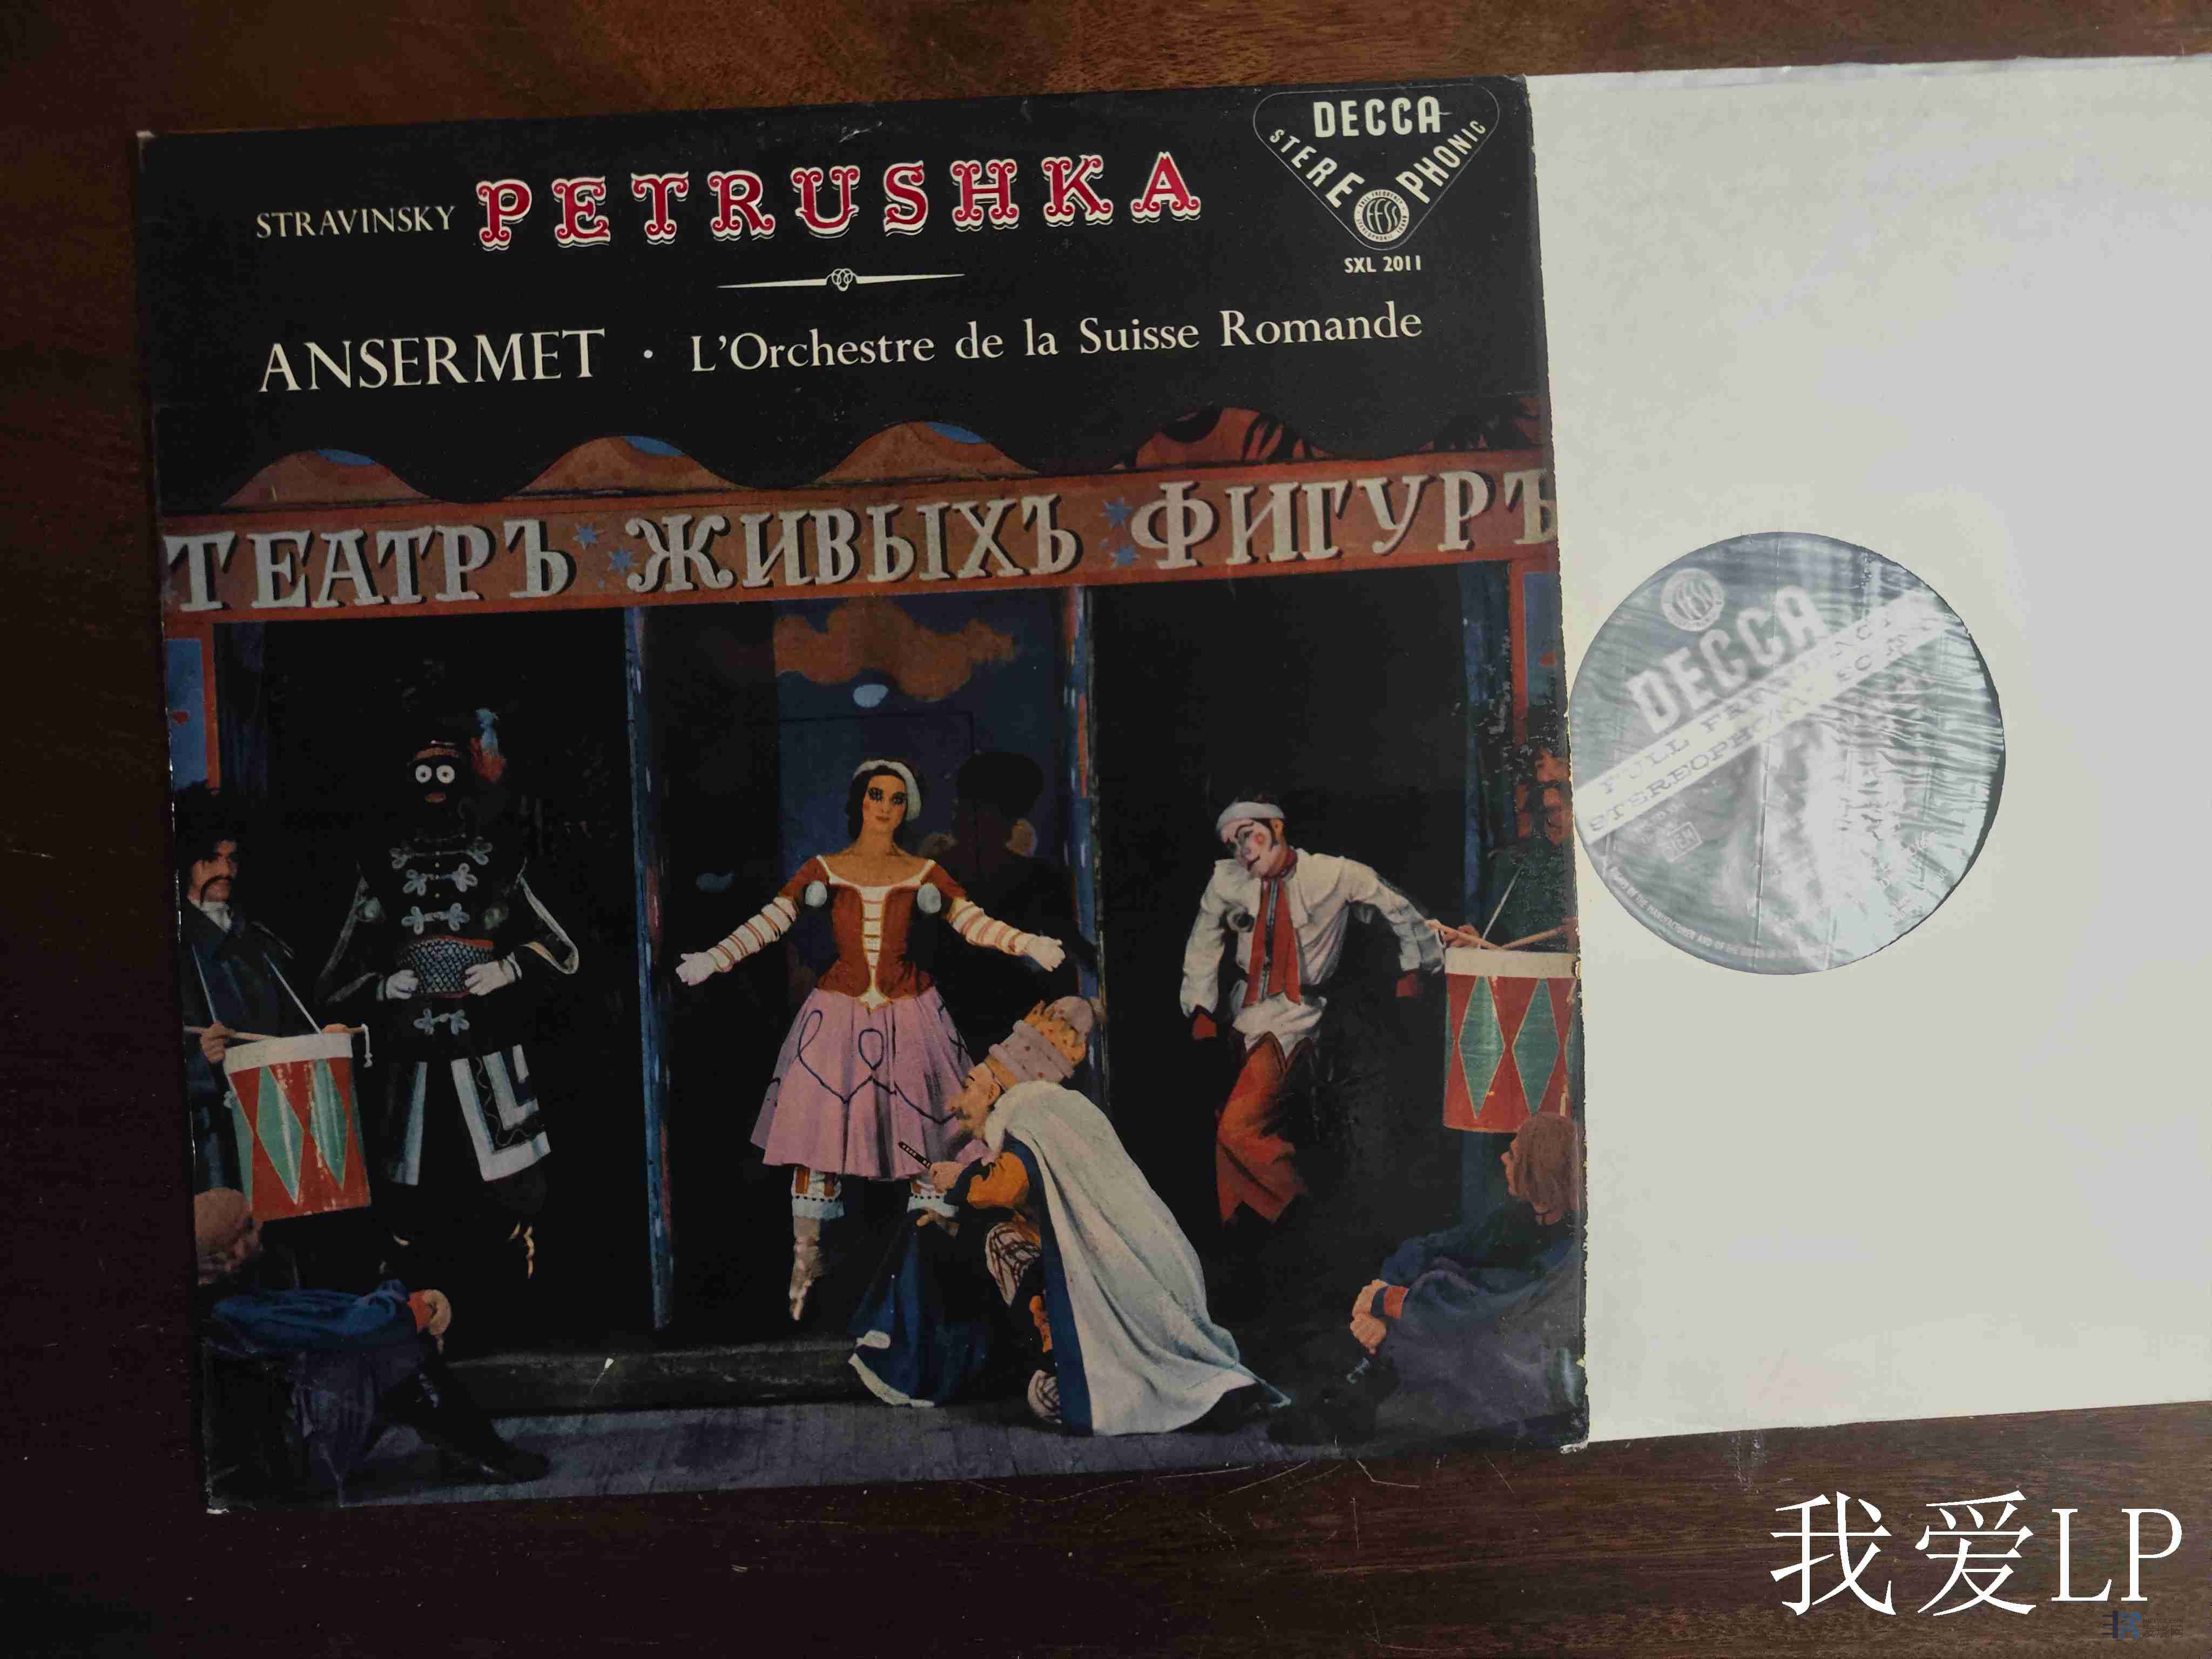 DECCA
STEREOPHONIC
FFSS
STRAVINSKY PETRUSHKA
SXL 2011
ANSERMET · L'Orchestre de la Suisse Romande
ТЕАТРЪ ЖИВЫХЪ ФИГУРЪ
DECCA
FULL FREQUENCY
STEREOPHONIC
我爱LP